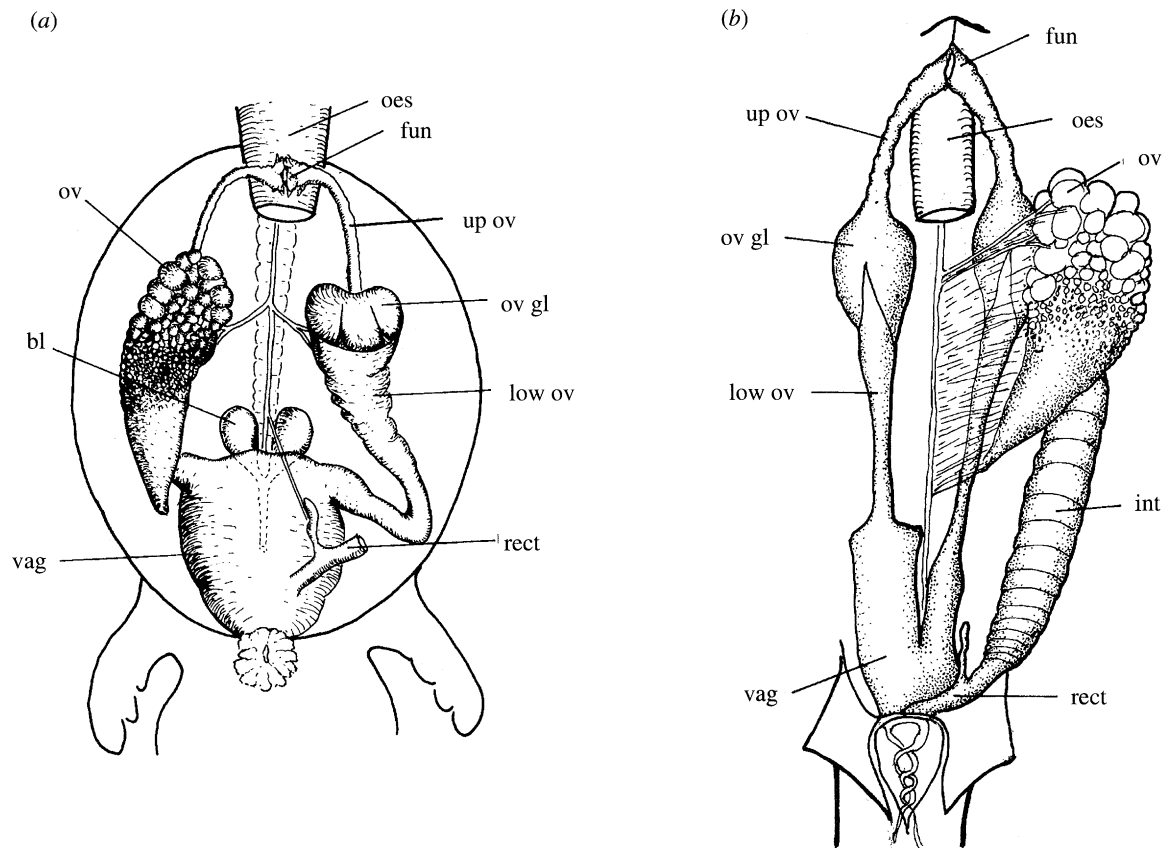 (a)
oes
fun
ov
up ov
ov gl
bl
low ov
rect
vag
(b)
fun
up ov
oes
ov
ov gl
low ov
int
vag
rect